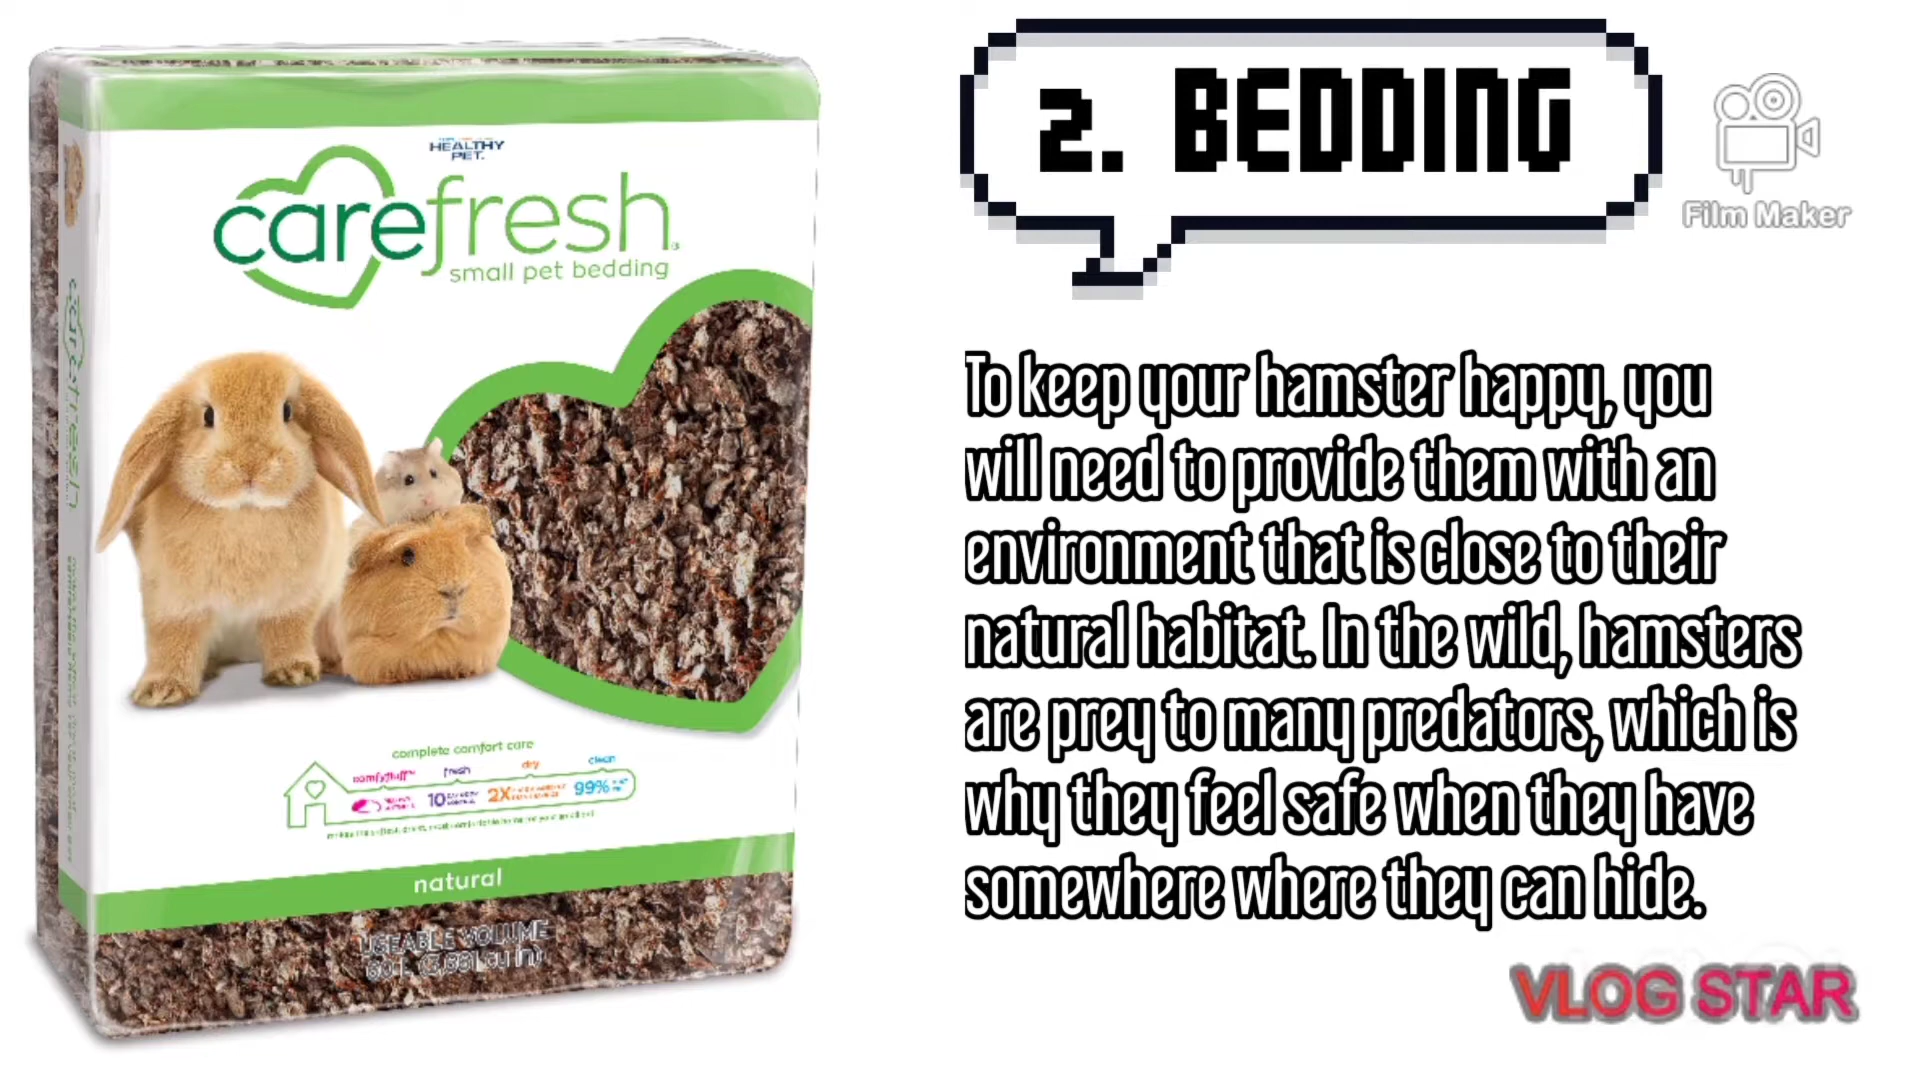 HEALTHY
PET.
carefresh
small pet bedding
complete comfort care
comfyfluff™ fresh dry clean
10 2X 99%
natural
USEABLE VOLUME
60 L
2. BEDDING
Film Maker
To keep your hamster happy, you
will need to provide them with an
environment that is close to their
natural habitat. In the wild, hamsters
are prey to many predators, which is
why they feel safe when they have
somewhere where they can hide.
VLOG STAR